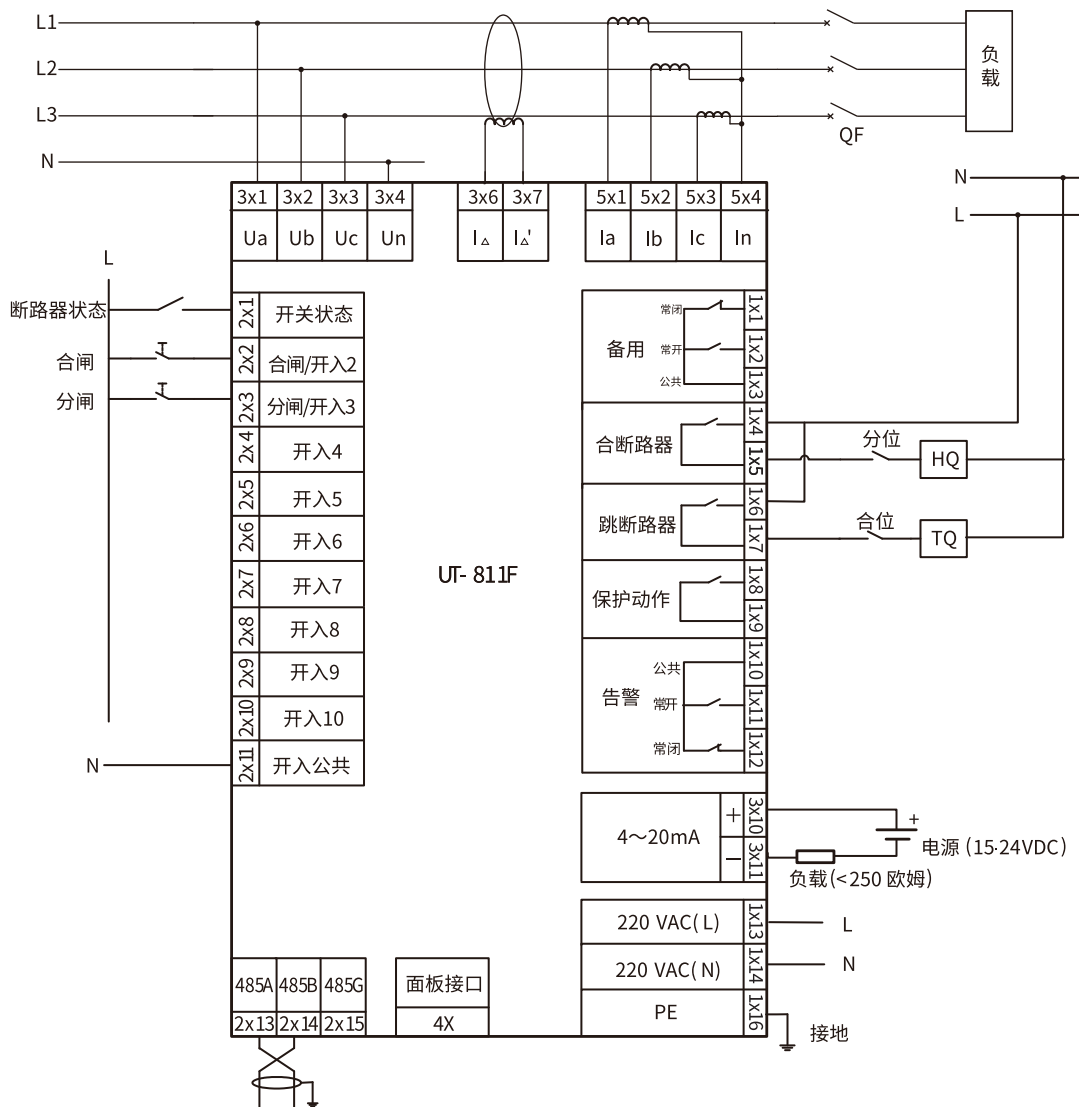 L1
L2
L3
N
负载
QF
3x1 3x2 3x3 3x4
Ua Ub Uc Un
3x6 3x7
I△ I△'
5x1 5x2 5x3 5x4
Ia Ib Ic In
N
L
L
断路器状态
合闸
分闸
N
2x1 开关状态
2x2 合闸/开入2
2x3 分闸/开入3
2x4 开入4
2x5 开入5
2x6 开入6
2x7 开入7
2x8 开入8
2x9 开入9
2x10 开入10
2x11 开入公共
UT-811F
备用
常闭 1x1
常开 1x2
公共 1x3
合断路器
1x4
1x5
分位 HQ
跳断路器
1x6
1x7
合位 TQ
保护动作
1x8
1x9
告警
公共 1x10
常开 1x11
常闭 1x12
4～20mA
+ 3x10
− 3x11
+
电源 (15-24VDC)
负载(<250 欧姆)
220 VAC(L) 1x13 L
220 VAC(N) 1x14 N
PE 1x16 接地
485A 485B 485G
2x13 2x14 2x15
面板接口
4X